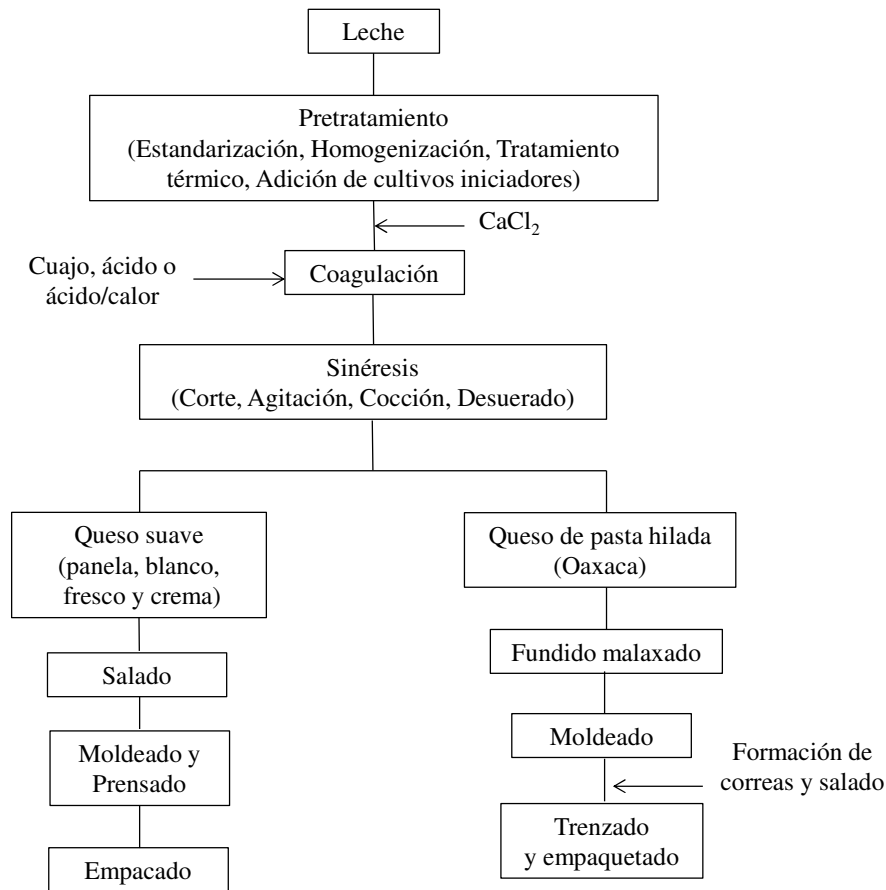 Leche
Pretratamiento
(Estandarización, Homogenización, Tratamiento
térmico, Adición de cultivos iniciadores)
CaCl₂
Cuajo, ácido o
ácido/calor
Coagulación
Sinéresis
(Corte, Agitación, Cocción, Desuerado)
Queso suave
(panela, blanco,
fresco y crema)
Salado
Moldeado y
Prensado
Empacado
Queso de pasta hilada
(Oaxaca)
Fundido malaxado
Moldeado
Formación de
correas y salado
Trenzado
y empaquetado